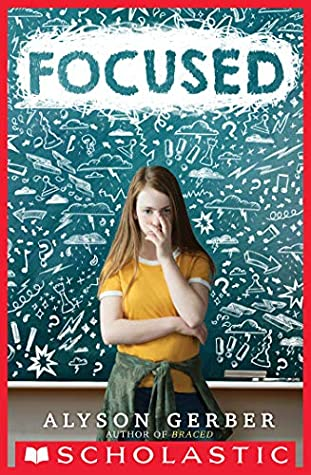 FOCUSED
ALYSON GERBER
AUTHOR OF BRACED
SCHOLASTIC